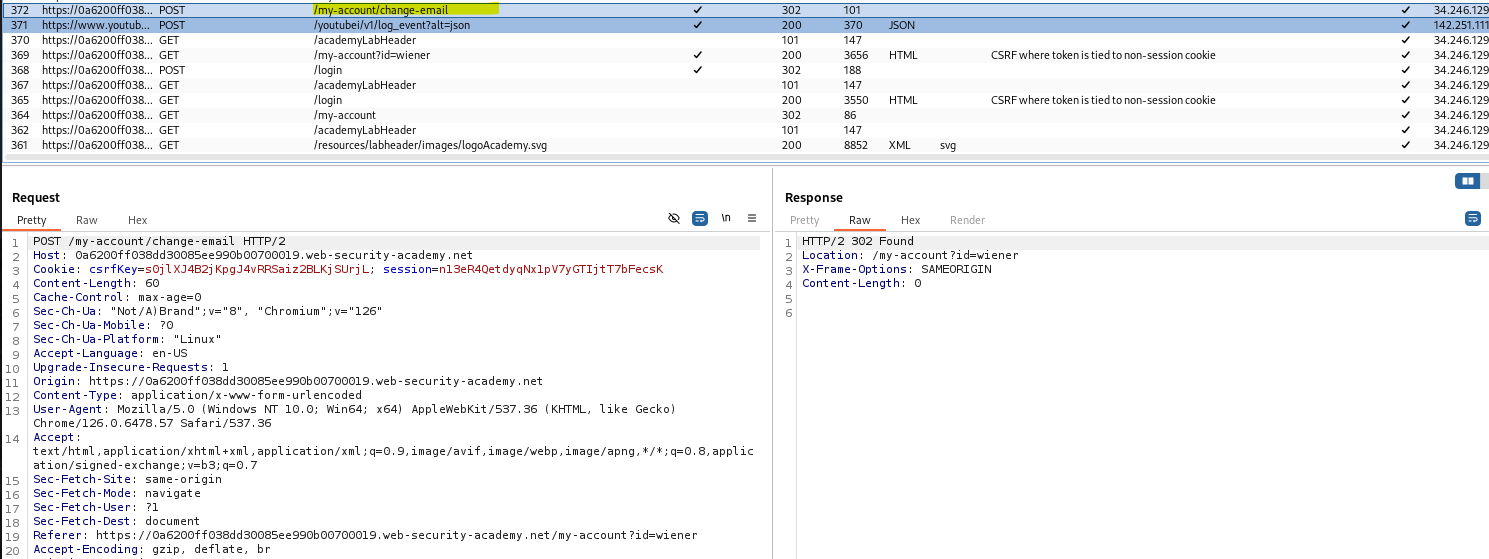 372 https://0a6200ff038... POST /my-account/change-email ✓ 302 101 ✓ 34.246.129
371 https://www.youtub... POST /youtubei/v1/log_event?alt=json ✓ 200 370 JSON ✓ 142.251.111
370 https://0a6200ff038... GET /academyLabHeader 101 147 ✓ 34.246.129
369 https://0a6200ff038... GET /my-account?id=wiener ✓ 200 3656 HTML CSRF where token is tied to non-session cookie ✓ 34.246.129
368 https://0a6200ff038... POST /login ✓ 302 188 ✓ 34.246.129
367 https://0a6200ff038... GET /academyLabHeader 101 147 ✓ 34.246.129
365 https://0a6200ff038... GET /login 200 3550 HTML CSRF where token is tied to non-session cookie ✓ 34.246.129
364 https://0a6200ff038... GET /my-account 302 86 ✓ 34.246.129
362 https://0a6200ff038... GET /academyLabHeader 101 147 ✓ 34.246.129
361 https://0a6200ff038... GET /resources/labheader/images/logoAcademy.svg 200 8852 XML svg ✓ 34.246.129
Request
Pretty Raw Hex \n
1 POST /my-account/change-email HTTP/2
2 Host: 0a6200ff038dd30085ee990b00700019.web-security-academy.net
3 Cookie: csrfKey=s0jlXJ4B2jKpgJ4vRRSaiz2BLKjSUrjL; session=n13eR4QetdyqNx1pV7yGTIjtT7bFecsK
4 Content-Length: 60
5 Cache-Control: max-age=0
6 Sec-Ch-Ua: "Not/A)Brand";v="8", "Chromium";v="126"
7 Sec-Ch-Ua-Mobile: ?0
8 Sec-Ch-Ua-Platform: "Linux"
9 Accept-Language: en-US
10 Upgrade-Insecure-Requests: 1
11 Origin: https://0a6200ff038dd30085ee990b00700019.web-security-academy.net
12 Content-Type: application/x-www-form-urlencoded
13 User-Agent: Mozilla/5.0 (Windows NT 10.0; Win64; x64) AppleWebKit/537.36 (KHTML, like Gecko)
Chrome/126.0.6478.57 Safari/537.36
14 Accept:
text/html,application/xhtml+xml,application/xml;q=0.9,image/avif,image/webp,image/apng,*/*;q=0.8,applic
ation/signed-exchange;v=b3;q=0.7
15 Sec-Fetch-Site: same-origin
16 Sec-Fetch-Mode: navigate
17 Sec-Fetch-User: ?1
18 Sec-Fetch-Dest: document
19 Referer: https://0a6200ff038dd30085ee990b00700019.web-security-academy.net/my-account?id=wiener
20 Accept-Encoding: gzip, deflate, br
Response
Pretty Raw Hex Render
1 HTTP/2 302 Found
2 Location: /my-account?id=wiener
3 X-Frame-Options: SAMEORIGIN
4 Content-Length: 0
5
6